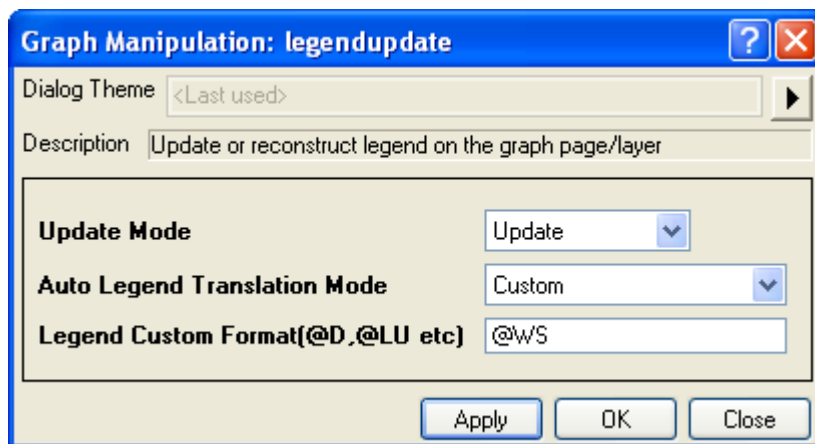 Graph Manipulation: legendupdate
Dialog Theme <Last used>
Description Update or reconstruct legend on the graph page/layer
Update Mode Update
Auto Legend Translation Mode Custom
Legend Custom Format(@D,@LU etc) @WS
Apply OK Close